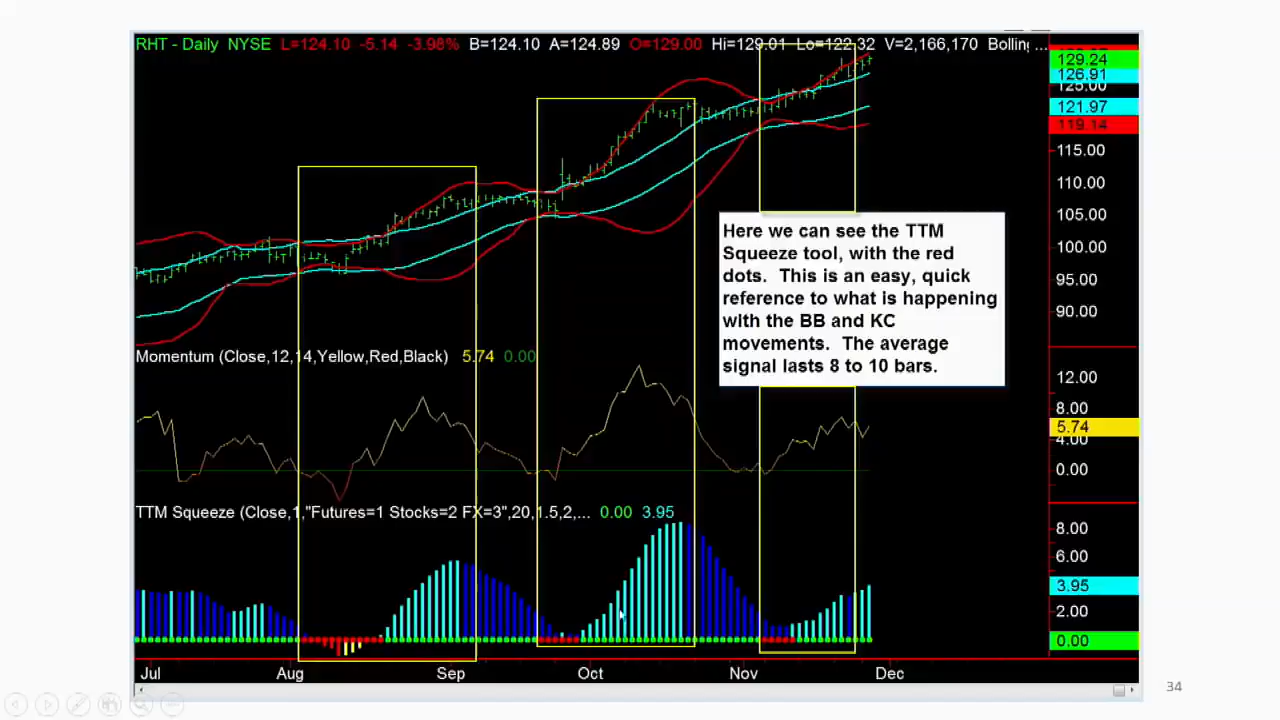 RHT - Daily NYSE L=124.10 -5.14 -3.98% B=124.10 A=124.89 O=129.00 Hi=129.01 Lo=122.32 V=2,166,170 Bolling ...
129.24
126.91
125.00
121.97
119.14
115.00
110.00
105.00
100.00
95.00
90.00
Here we can see the TTM
Squeeze tool, with the red
dots. This is an easy, quick
reference to what is happening
with the BB and KC
movements. The average
signal lasts 8 to 10 bars.
Momentum (Close,12,14,Yellow,Red,Black) 5.74 0.00
12.00
8.00
5.74
4.00
0.00
TTM Squeeze (Close,1,"Futures=1 Stocks=2 FX=3",20,1.5,2,... 0.00 3.95
8.00
6.00
3.95
2.00
0.00
Jul Aug Sep Oct Nov Dec
34